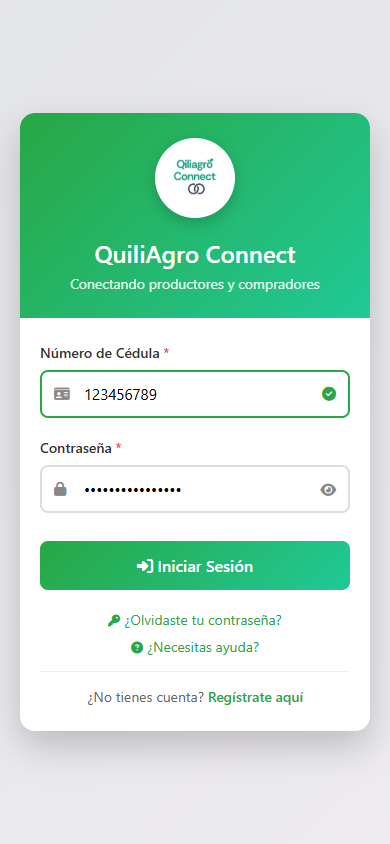 Qiliagro
Connect
QuiliAgro Connect
Conectando productores y compradores
Número de Cédula *
123456789
Contraseña *
••••••••••••••••
Iniciar Sesión
¿Olvidaste tu contraseña?
¿Necesitas ayuda?
¿No tienes cuenta? Regístrate aquí